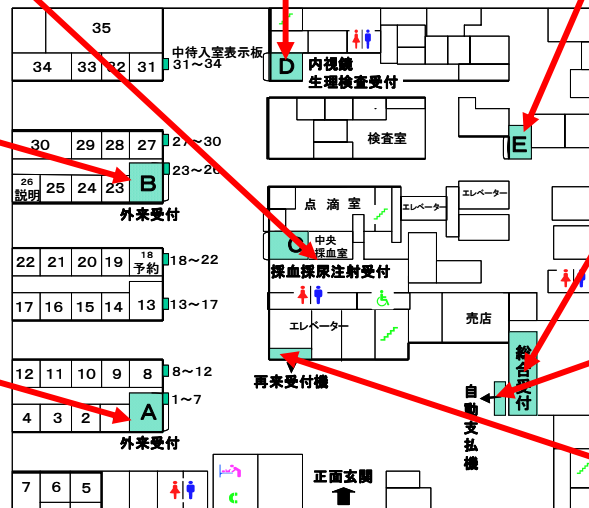 35
中待入室表示板
34 33 32 31
31～34
D
内視鏡
生理検査受付
30 29 28 27
27～30
検査室
E
23～26
26
説明
25 24 23
B
外来受付
点滴室
エレベーター
エレベーター
C
中央
採血室
採血採尿注射受付
22 21 20 19
18
予約
18～22
17 16 15 14 13
13～17
エレベーター
売店
総合受付
再来受付機
自動支払機
12 11 10 9 8
8～12
1～7
4 3 2
A
外来受付
7 6 5
正面玄関